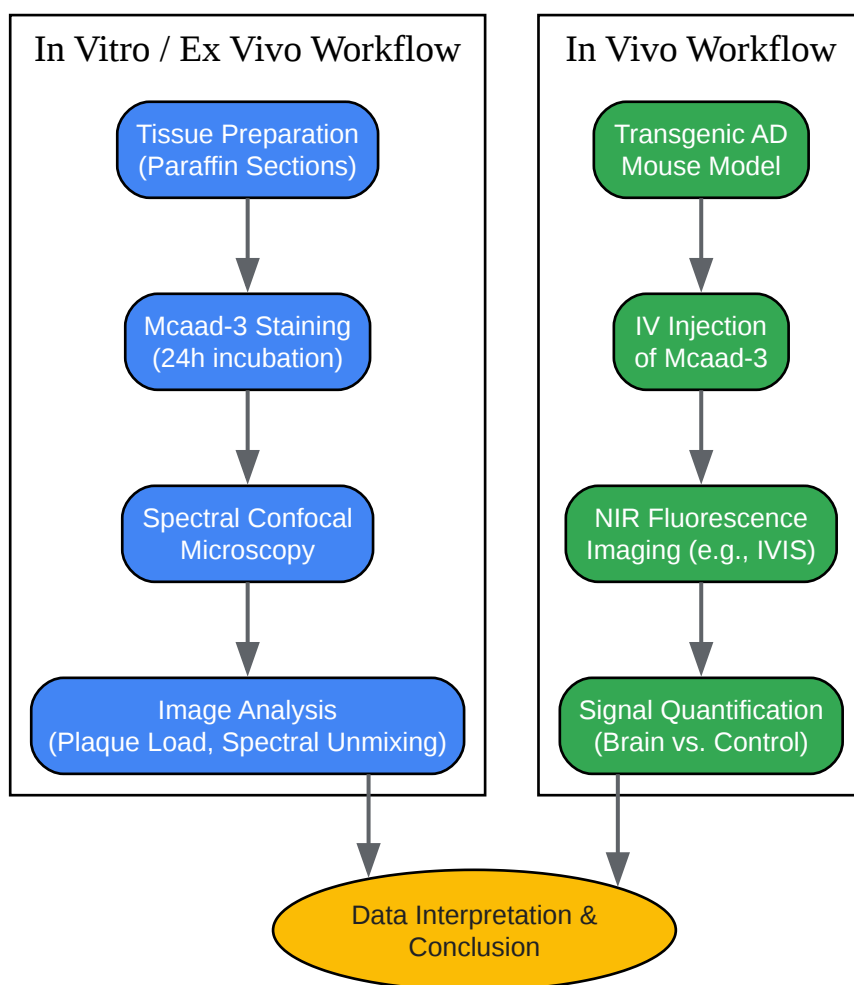 In Vitro / Ex Vivo Workflow
Tissue Preparation
(Paraffin Sections)
Mcaad-3 Staining
(24h incubation)
Spectral Confocal
Microscopy
Image Analysis
(Plaque Load, Spectral Unmixing)
In Vivo Workflow
Transgenic AD
Mouse Model
IV Injection
of Mcaad-3
NIR Fluorescence
Imaging (e.g., IVIS)
Signal Quantification
(Brain vs. Control)
Data Interpretation &
Conclusion